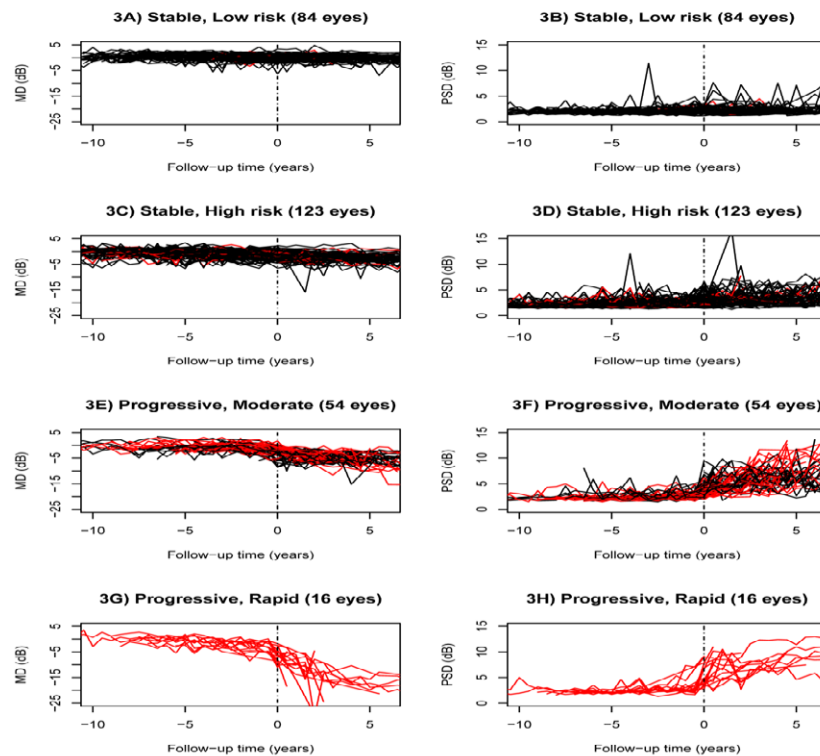 3A) Stable, Low risk (84 eyes)
MD (dB)
5
-5
-15
-25
-10 -5 0 5
Follow-up time (years)
3B) Stable, Low risk (84 eyes)
PSD (dB)
15
10
5
0
-10 -5 0 5
Follow-up time (years)
3C) Stable, High risk (123 eyes)
MD (dB)
5
-5
-15
-25
-10 -5 0 5
Follow-up time (years)
3D) Stable, High risk (123 eyes)
PSD (dB)
15
10
5
0
-10 -5 0 5
Follow-up time (years)
3E) Progressive, Moderate (54 eyes)
MD (dB)
5
-5
-15
-25
-10 -5 0 5
Follow-up time (years)
3F) Progressive, Moderate (54 eyes)
PSD (dB)
15
10
5
0
-10 -5 0 5
Follow-up time (years)
3G) Progressive, Rapid (16 eyes)
MD (dB)
5
-5
-15
-25
-10 -5 0 5
Follow-up time (years)
3H) Progressive, Rapid (16 eyes)
PSD (dB)
15
10
5
0
-10 -5 0 5
Follow-up time (years)